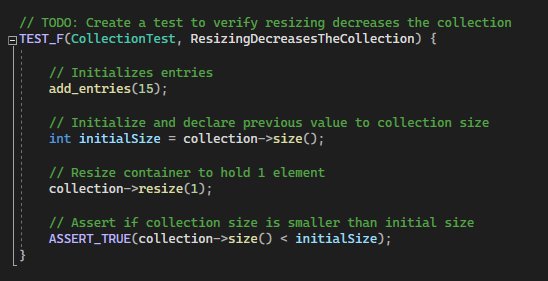 // TODO: Create a test to verify resizing decreases the collection
TEST_F(CollectionTest, ResizingDecreasesTheCollection) {
// Initializes entries
add_entries(15);
// Initialize and declare previous value to collection size
int initialSize = collection->size();
// Resize container to hold 1 element
collection->resize(1);
// Assert if collection size is smaller than initial size
ASSERT_TRUE(collection->size() < initialSize);
}